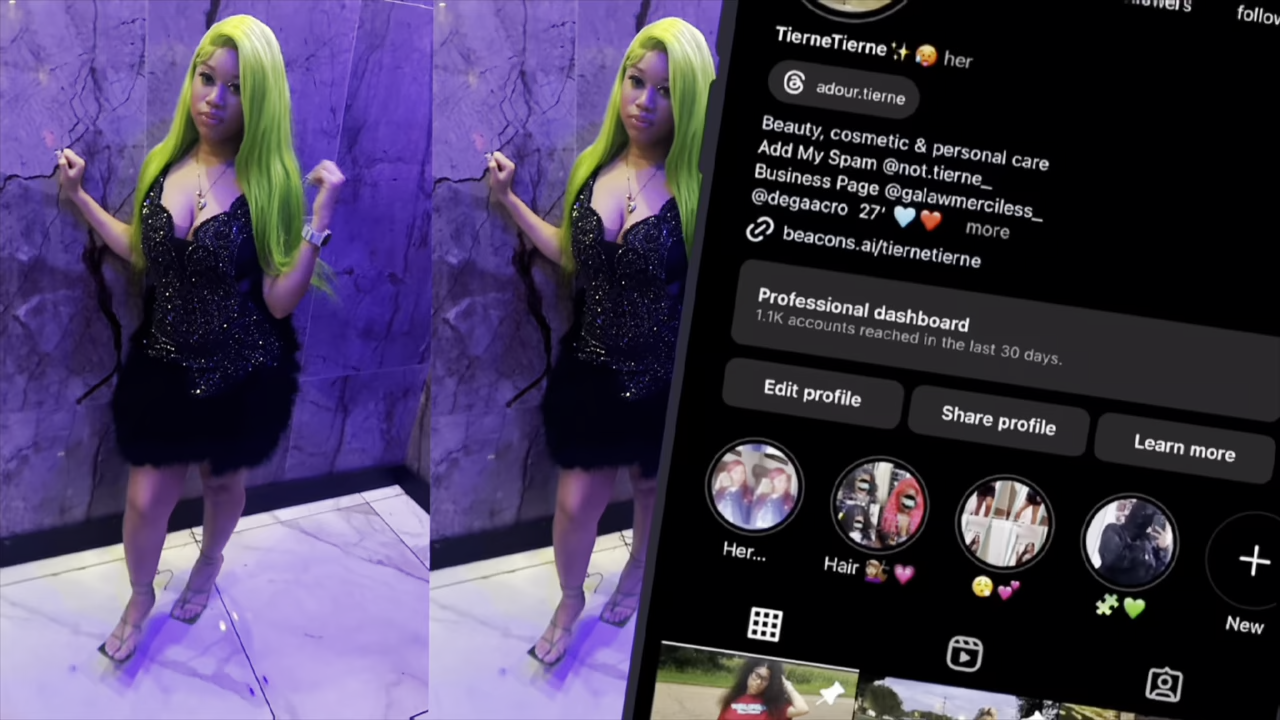 TierneTierne✨🥵 her
adour.tierne
Beauty, cosmetic & personal care
Add My Spam @not.tierne_
Business Page @galawmerciless_
@degaacro 27’ 🩵❤️ more
beacons.ai/tiernetierne
Professional dashboard
1.1K accounts reached in the last 30 days.
Edit profile
Share profile
Learn more
Her...
Hair 💇🏽‍♀️💗
😮‍💨💕
🧩💚
New